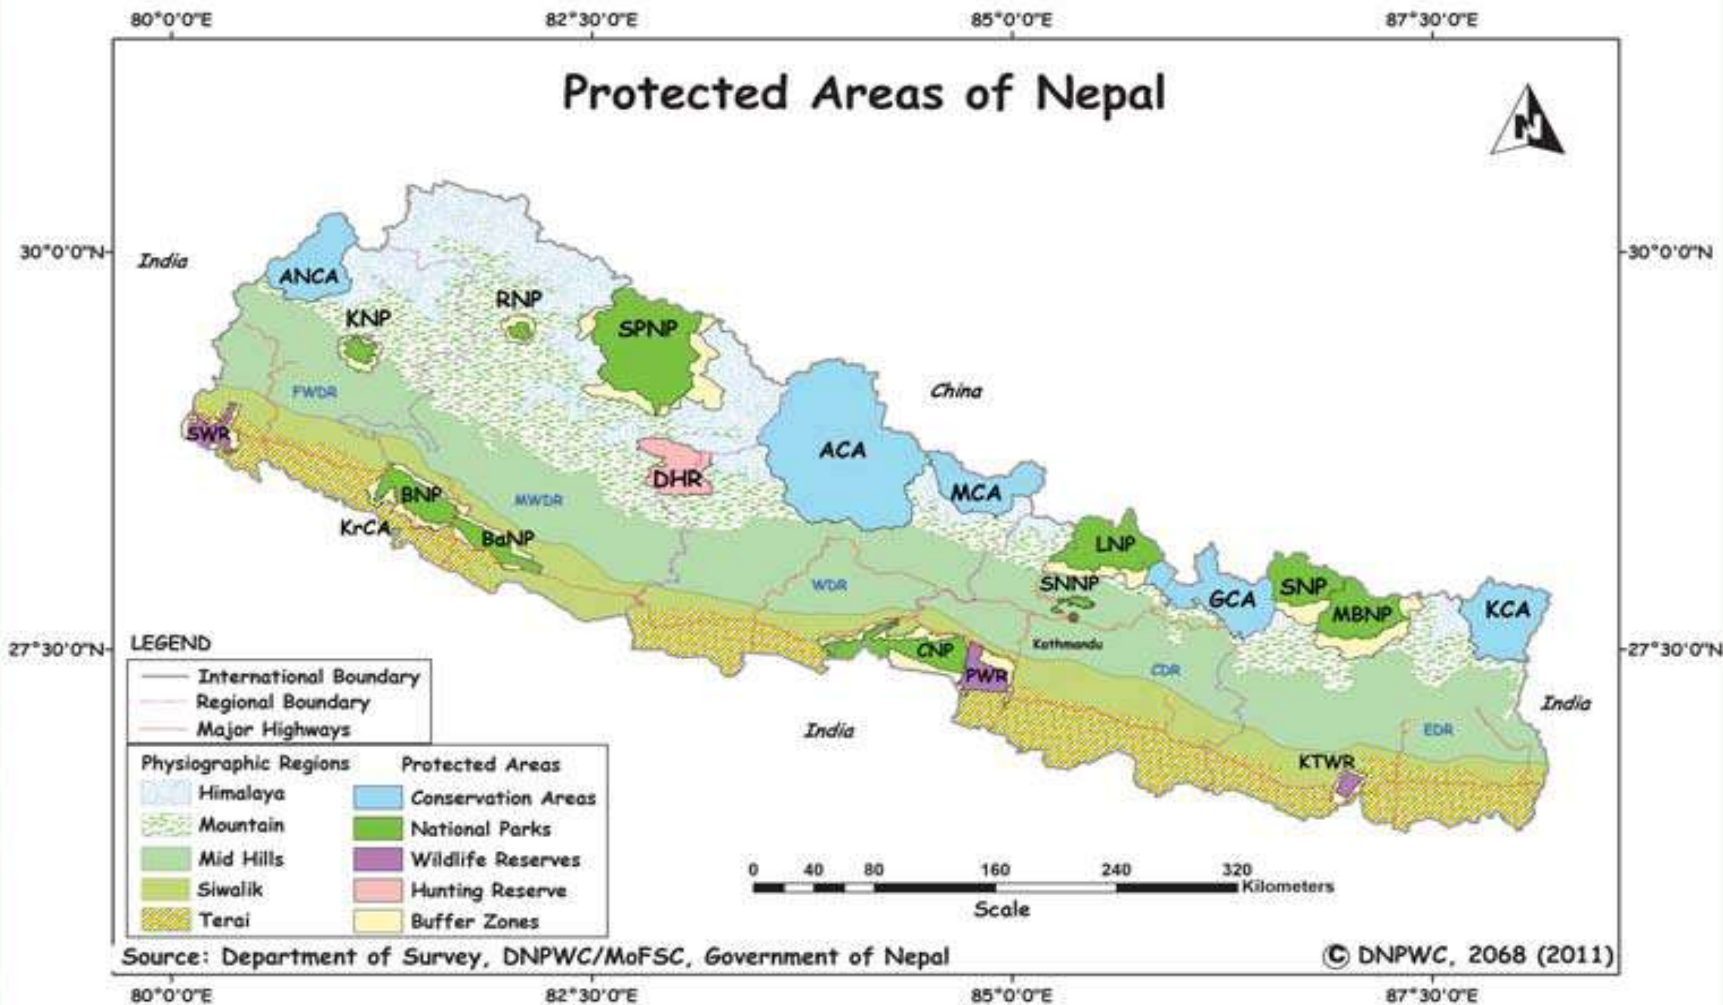 80°0'0"E 82°30'0"E 85°0'0"E 87°30'0"E
Protected Areas of Nepal
N
30°0'0"N
30°0'0"N
India
ANCA
RNP
KNP
SPNP
China
FWDR
SWR
ACA
DHR
MCA
BNP
MWDR
KrCA
BaNP
LNP
SNNP
WDR
GCA
SNP
MBNP
KCA
Kathmandu
CNP
PWR
CDR
27°30'0"N
27°30'0"N
India
India
EDR
KTWR
LEGEND
International Boundary
Regional Boundary
Major Highways
Physiographic Regions
Himalaya
Mountain
Mid Hills
Siwalik
Terai
Protected Areas
Conservation Areas
National Parks
Wildlife Reserves
Hunting Reserve
Buffer Zones
0 40 80 160 240 320
Kilometers
Scale
Source: Department of Survey, DNPWC/MoFSC, Government of Nepal
© DNPWC, 2068 (2011)
80°0'0"E 82°30'0"E 85°0'0"E 87°30'0"E